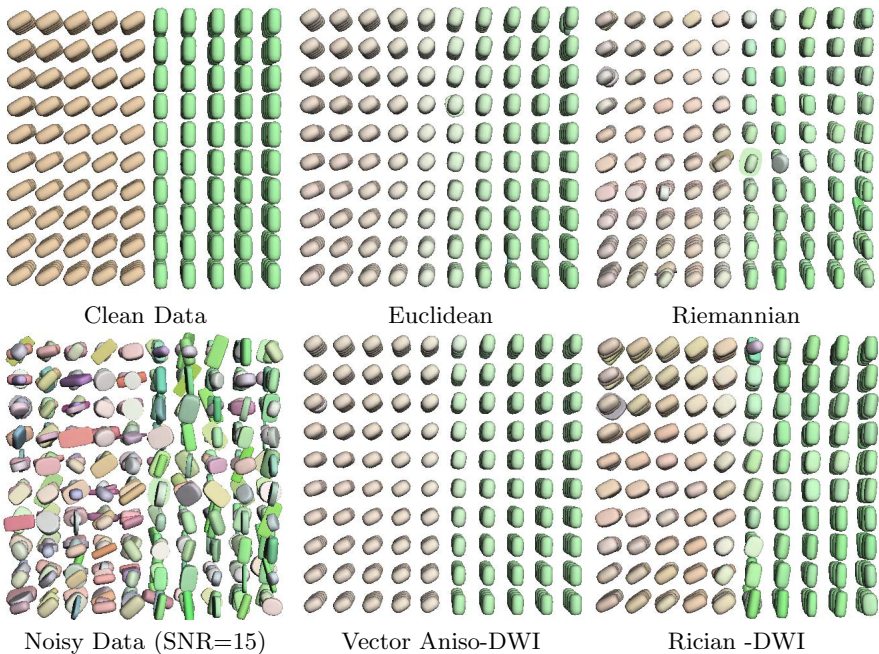 Clean Data
Euclidean
Riemannian
Noisy Data (SNR=15)
Vector Aniso-DWI
Rician -DWI